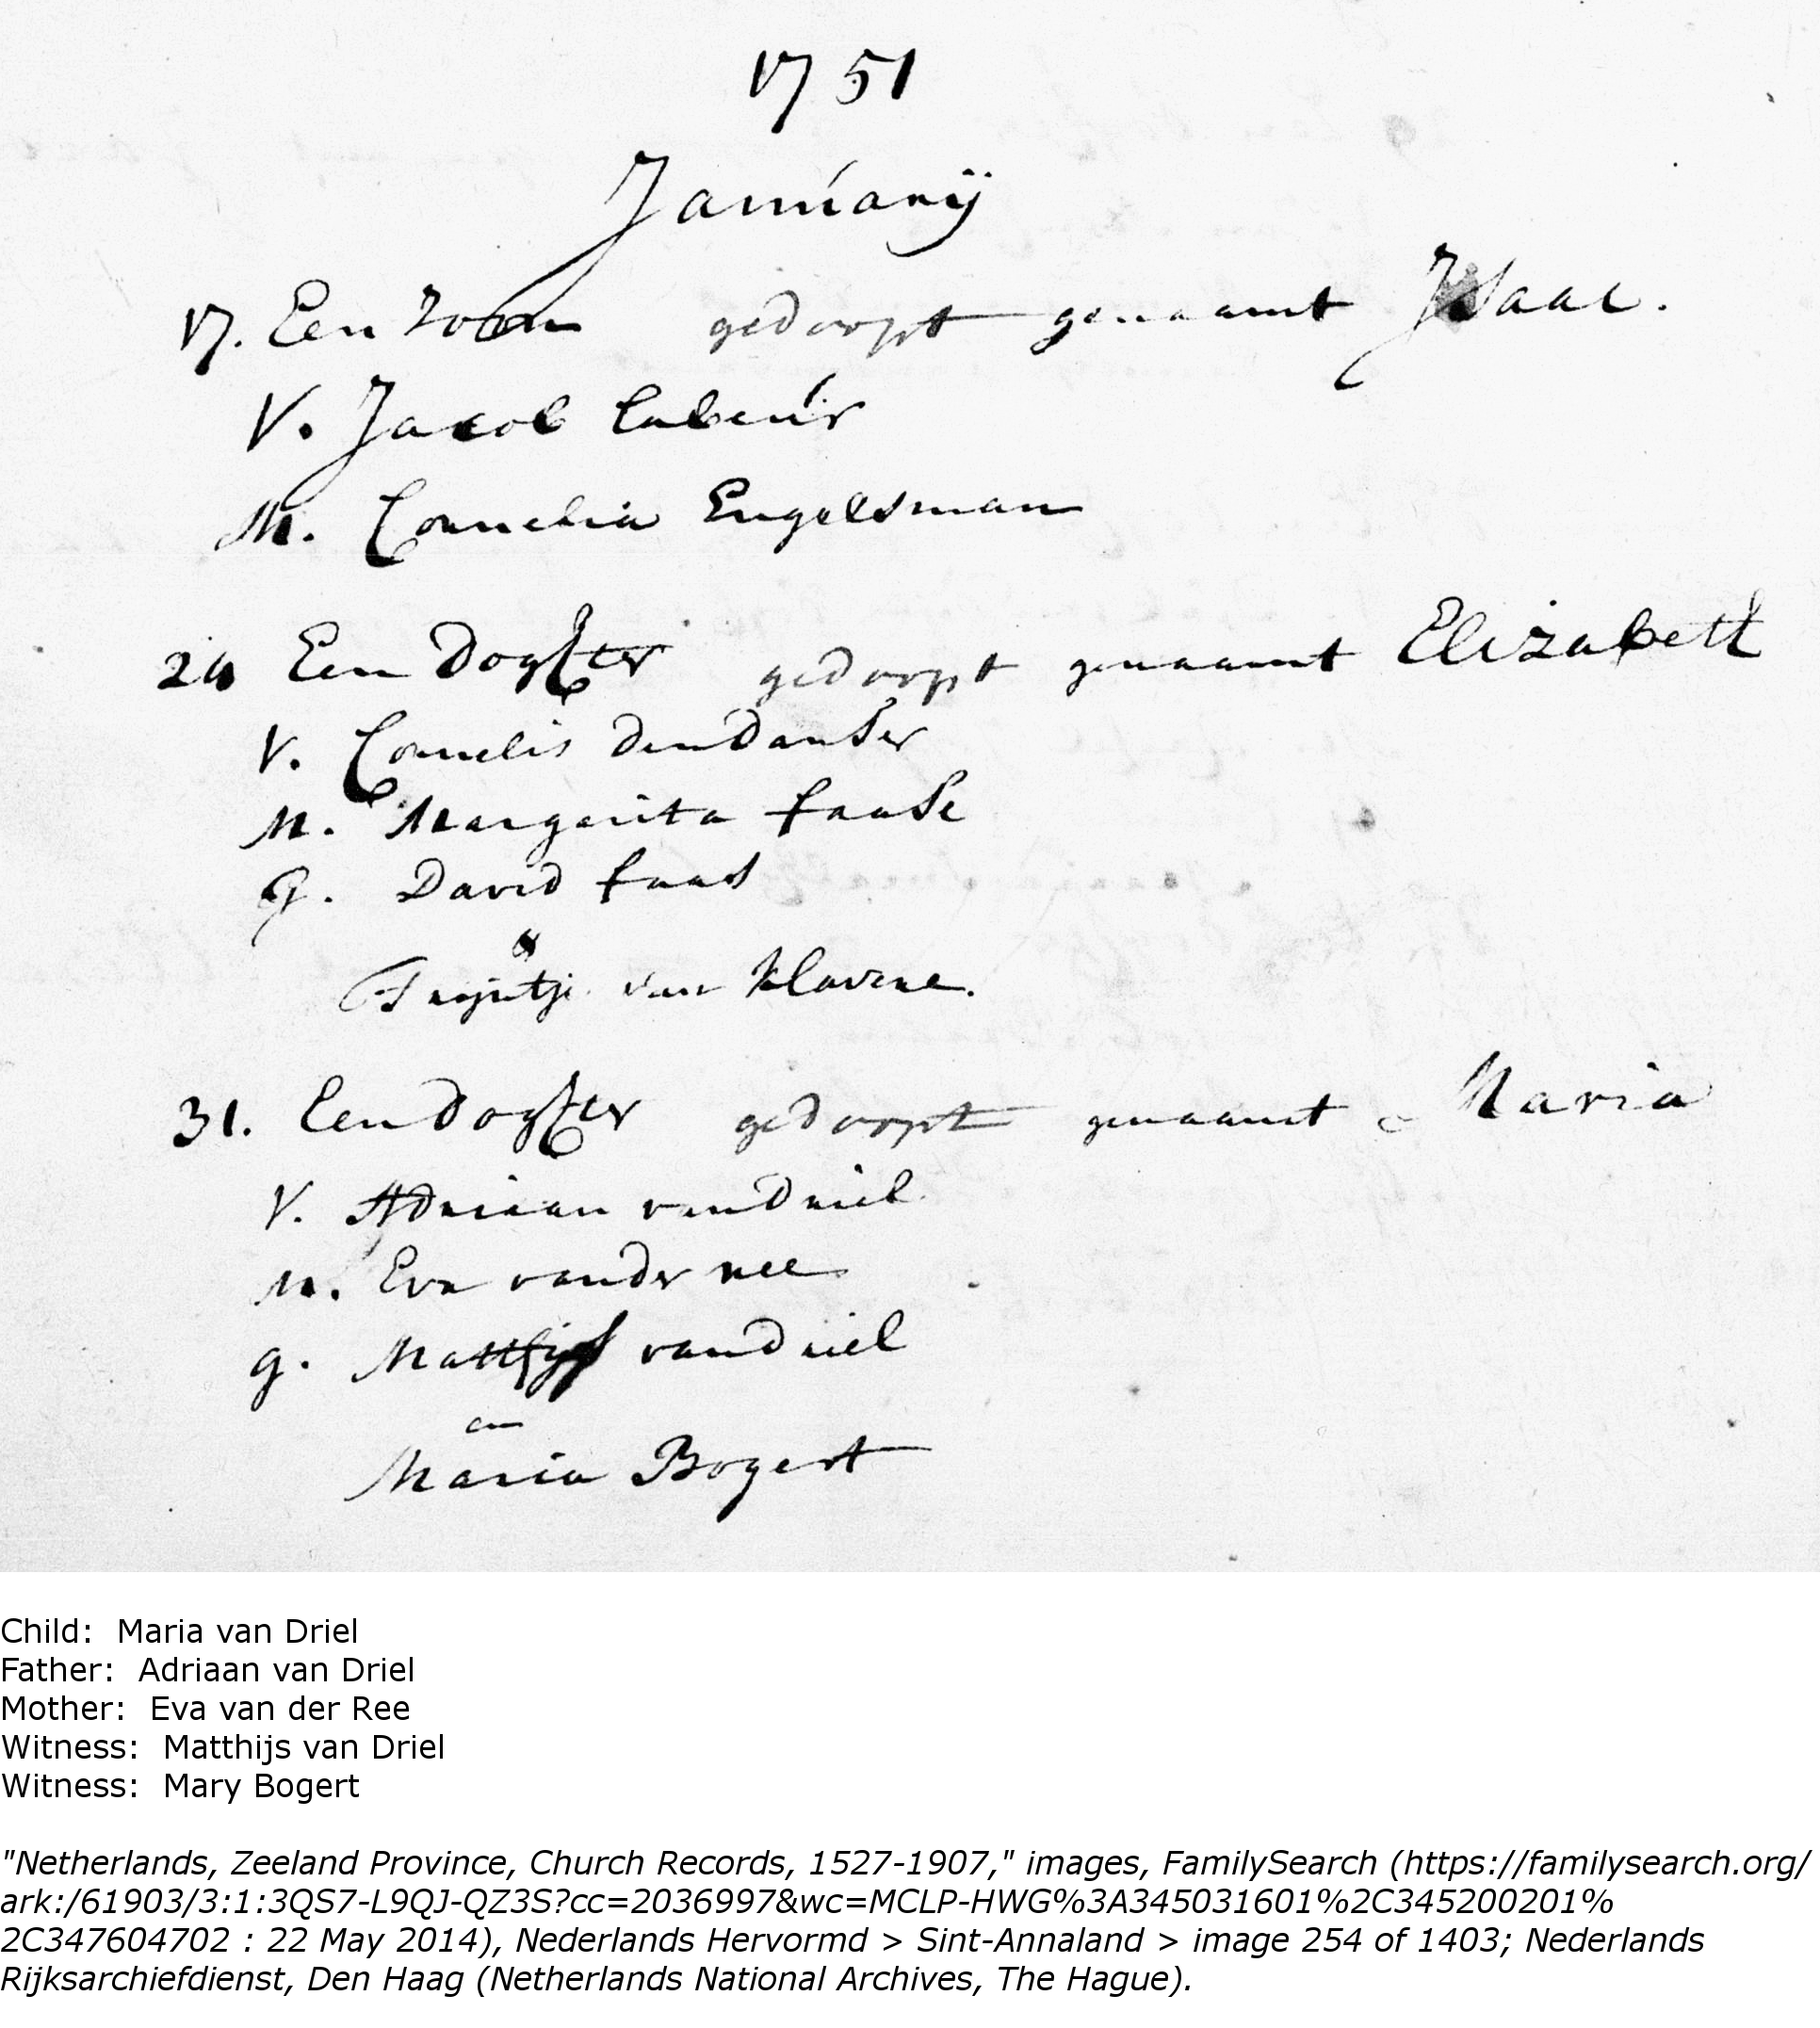 1751
Januarij
17. Een zoon gedoopt genaamt Isaac.
V. Jacob Labeur
M. Cornelia Engelsman
24 Een Dogter gedoopt genaamt Elizabeth
V. Cornelis den Danser
M. Margarita faase
G. David faas
&
Trijntje van Klavere.
31. Een dogter gedoopt genaamt Maria
V. Adriaan van Driel
M. Eva vander Ree
g. Matthijs van Driel
en
Maria Bogert
Child: Maria van Driel
Father: Adriaan van Driel
Mother: Eva van der Ree
Witness: Matthijs van Driel
Witness: Mary Bogert
"Netherlands, Zeeland Province, Church Records, 1527-1907," images, FamilySearch (https://familysearch.org/
ark:/61903/3:1:3QS7-L9QJ-QZ3S?cc=2036997&wc=MCLP-HWG%3A345031601%2C345200201%
2C347604702 : 22 May 2014), Nederlands Hervormd > Sint-Annaland > image 254 of 1403; Nederlands
Rijksarchiefdienst, Den Haag (Netherlands National Archives, The Hague).